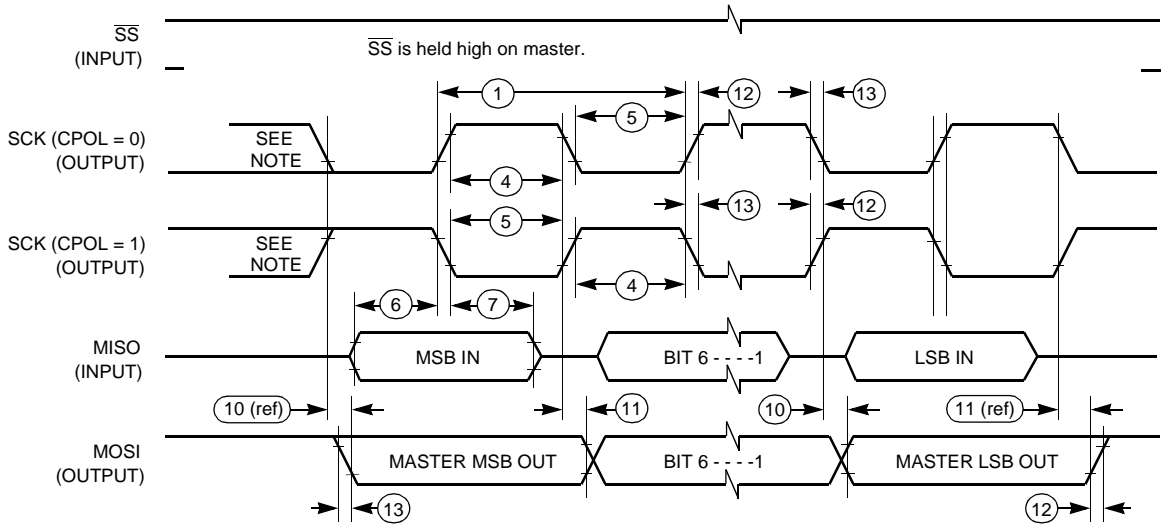 SS
(INPUT)
SS is held high on master.
1
12
13
5
SCK (CPOL = 0)
(OUTPUT)
SEE
NOTE
4
5
13
12
SCK (CPOL = 1)
(OUTPUT)
SEE
NOTE
4
6
7
MISO
(INPUT)
MSB IN
BIT 6 - - - -1
LSB IN
10 (ref)
11
10
11 (ref)
MOSI
(OUTPUT)
MASTER MSB OUT
BIT 6 - - - -1
MASTER LSB OUT
13
12